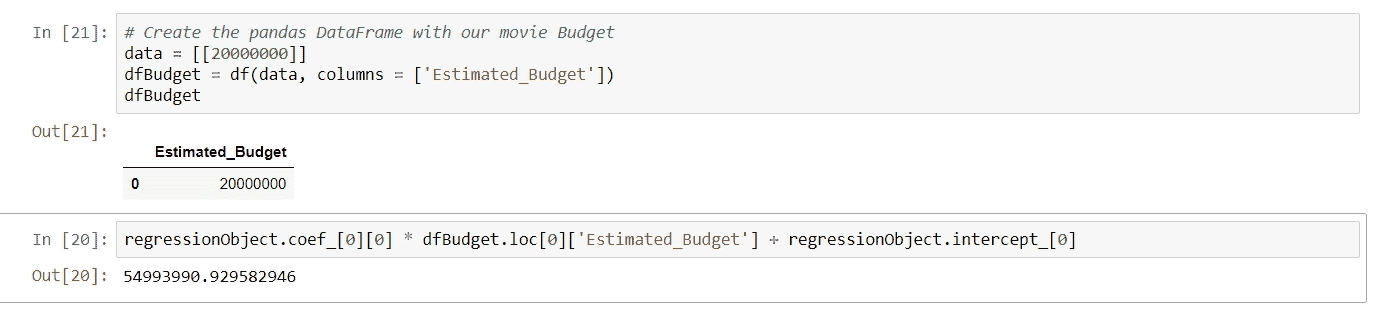 In [21]: # Create the pandas DataFrame with our movie Budget
data = [[20000000]]
dfBudget = df(data, columns = ['Estimated_Budget'])
dfBudget
Out[21]:
Estimated_Budget
0 20000000
In [20]: regressionObject.coef_[0][0] * dfBudget.loc[0]['Estimated_Budget'] + regressionObject.intercept_[0]
Out[20]: 54993990.929582946